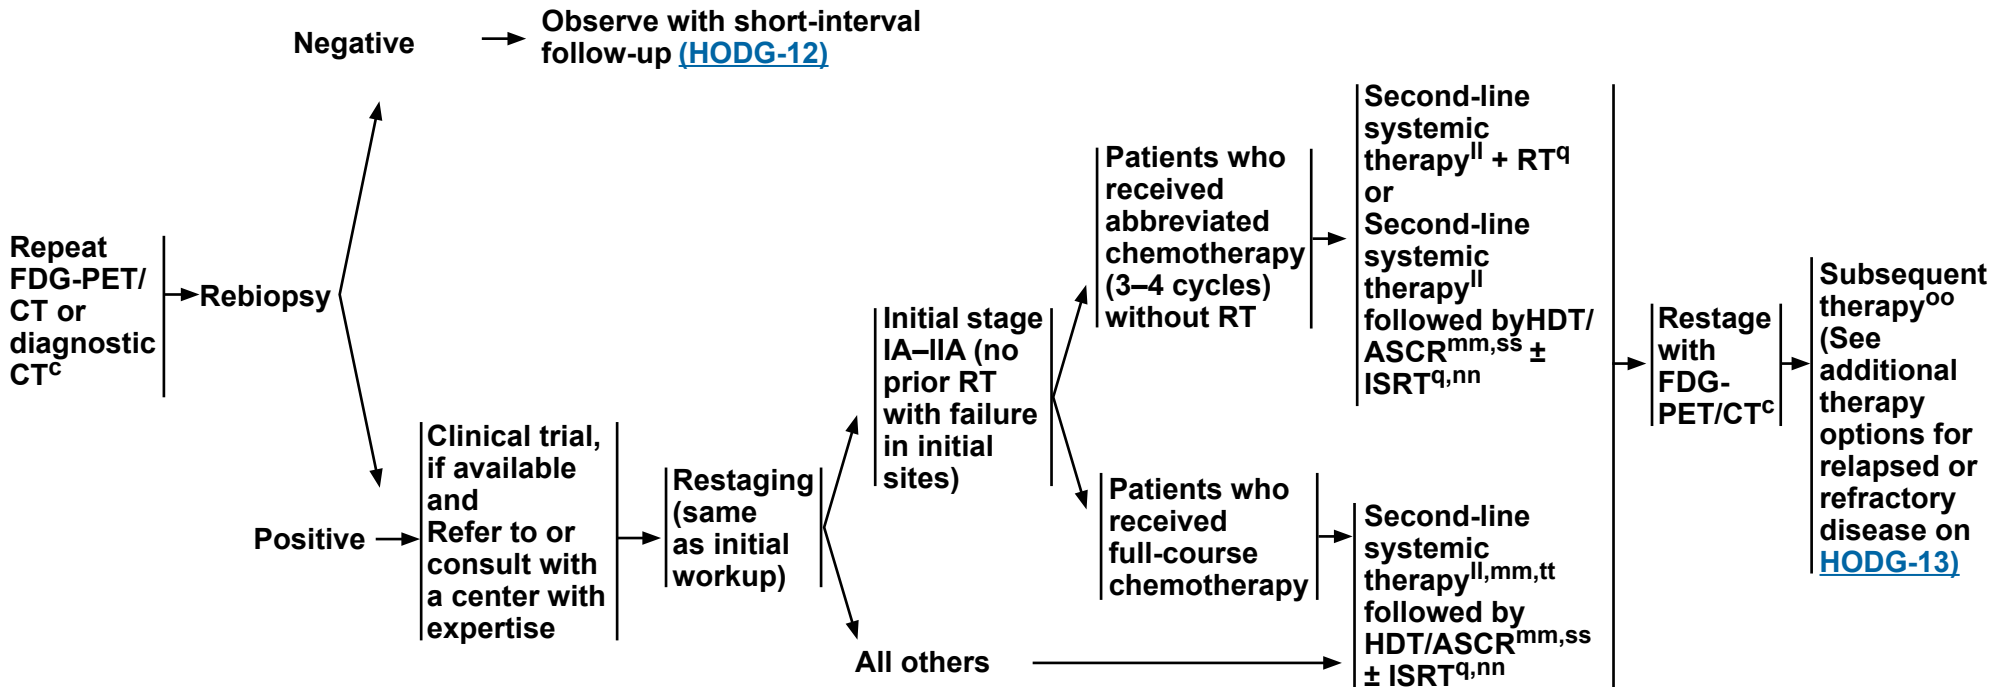 Negative
Observe with short-interval
follow-up (HODG-12)
Repeat
FDG-PET/
CT or
diagnostic
CTᶜ
Rebiopsy
Positive
Clinical trial,
if available
and
Refer to or
consult with
a center with
expertise
Restaging
(same
as initial
workup)
Initial stage
IA–IIA (no
prior RT
with failure
in initial
sites)
All others
Patients who
received
abbreviated
chemotherapy
(3–4 cycles)
without RT
Patients who
received
full-course
chemotherapy
Second-line
systemic
therapyˡˡ + RTq
or
Second-line
systemic
therapyˡˡ
followed byHDT/
ASCRᵐᵐ,ˢˢ ±
ISRTq,ⁿⁿ
Second-line
systemic
therapyˡˡ,ᵐᵐ,ᵗᵗ
followed by
HDT/ASCRᵐᵐ,ˢˢ
± ISRTq,ⁿⁿ
Restage
with
FDG-
PET/CTᶜ
Subsequent
therapyᵒᵒ
(See
additional
therapy
options for
relapsed or
refractory
disease on
HODG-13)